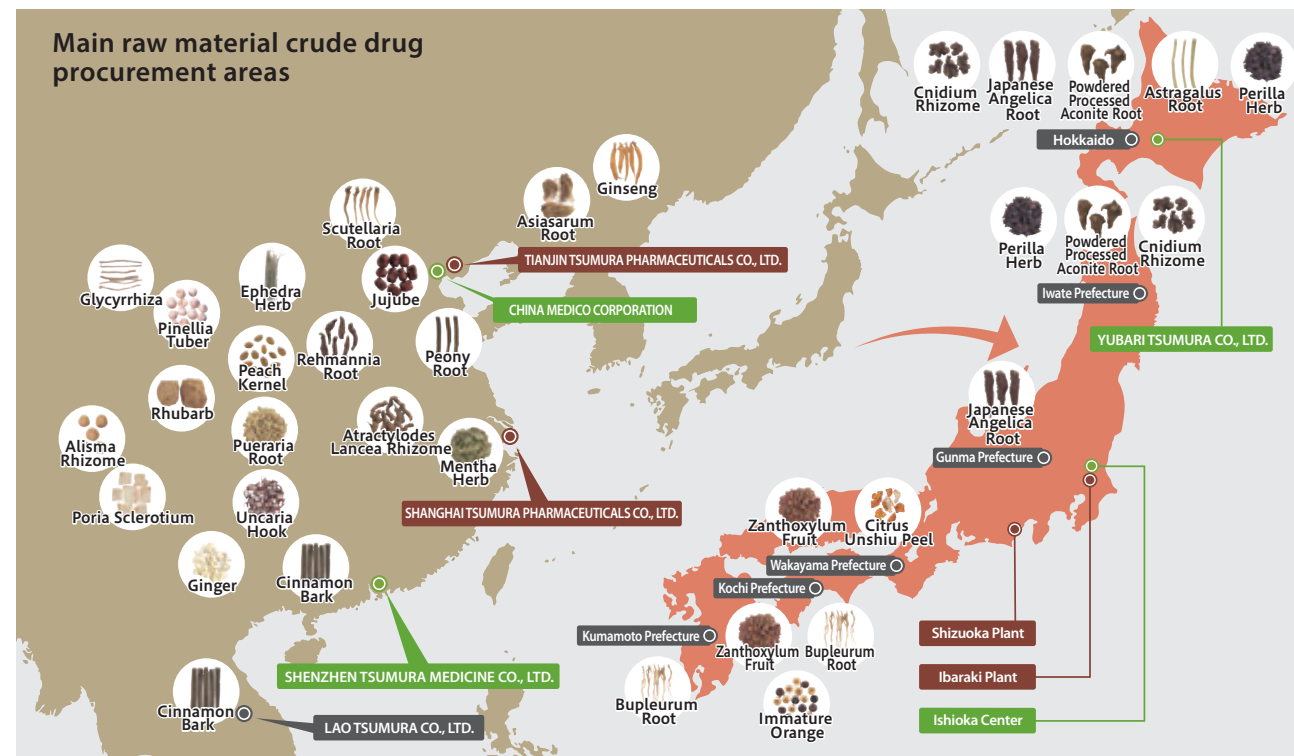 Main raw material crude drug
procurement areas
Cnidium
Rhizome
Japanese
Angelica
Root
Powdered
Processed
Aconite Root
Astragalus
Root
Perilla
Herb
Hokkaido
Ginseng
Asiasarum
Root
Scutellaria
Root
TIANJIN TSUMURA PHARMACEUTICALS CO., LTD.
Perilla
Herb
Powdered
Processed
Aconite Root
Cnidium
Rhizome
Iwate Prefecture
Glycyrrhiza
Ephedra
Herb
Jujube
CHINA MEDICO CORPORATION
Pinellia
Tuber
YUBARI TSUMURA CO., LTD.
Peach
Kernel
Rehmannia
Root
Peony
Root
Rhubarb
Japanese
Angelica
Root
Gunma Prefecture
Alisma
Rhizome
Pueraria
Root
Atractylodes
Lancea Rhizome
Mentha
Herb
Poria Sclerotium
Uncaria
Hook
SHANGHAI TSUMURA PHARMACEUTICALS CO., LTD.
Zanthoxylum
Fruit
Citrus
Unshiu Peel
Wakayama Prefecture
Ginger
Cinnamon
Bark
Kochi Prefecture
Kumamoto Prefecture
Zanthoxylum
Fruit
Bupleurum
Root
Shizuoka Plant
SHENZHEN TSUMURA MEDICINE CO., LTD.
Ibaraki Plant
Bupleurum
Root
Immature
Orange
Cinnamon
Bark
LAO TSUMURA CO., LTD.
Ishioka Center